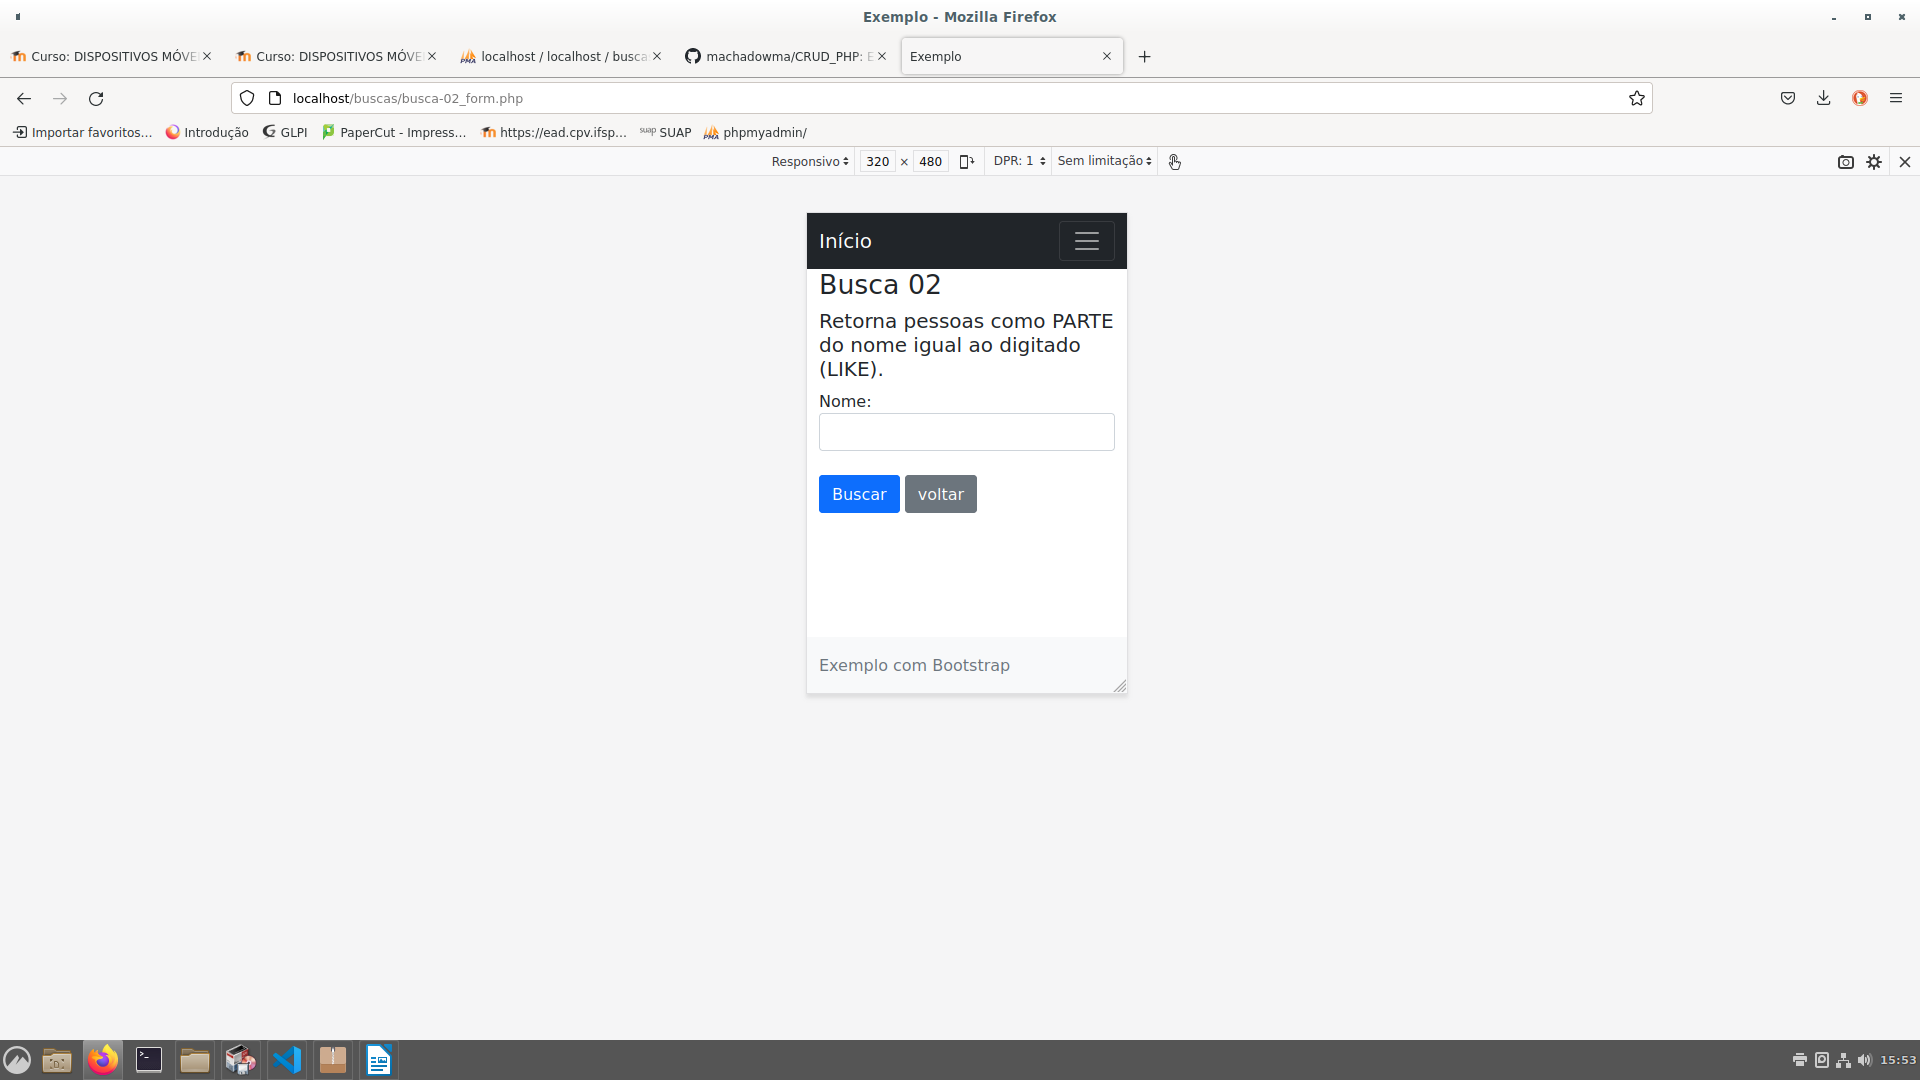 Exemplo - Mozilla Firefox
Curso: DISPOSITIVOS MÓVE
Curso: DISPOSITIVOS MÓVE
localhost / localhost / busca
machadowma/CRUD_PHP: E
Exemplo
localhost/buscas/busca-02_form.php
Importar favoritos...
Introdução
GLPI
PaperCut - Impress...
https://ead.cpv.ifsp...
suap SUAP
phpmyadmin/
Responsivo
320 × 480
DPR: 1
Sem limitação
Início
Busca 02
Retorna pessoas como PARTE
do nome igual ao digitado
(LIKE).
Nome:
Buscar
voltar
Exemplo com Bootstrap
15:53